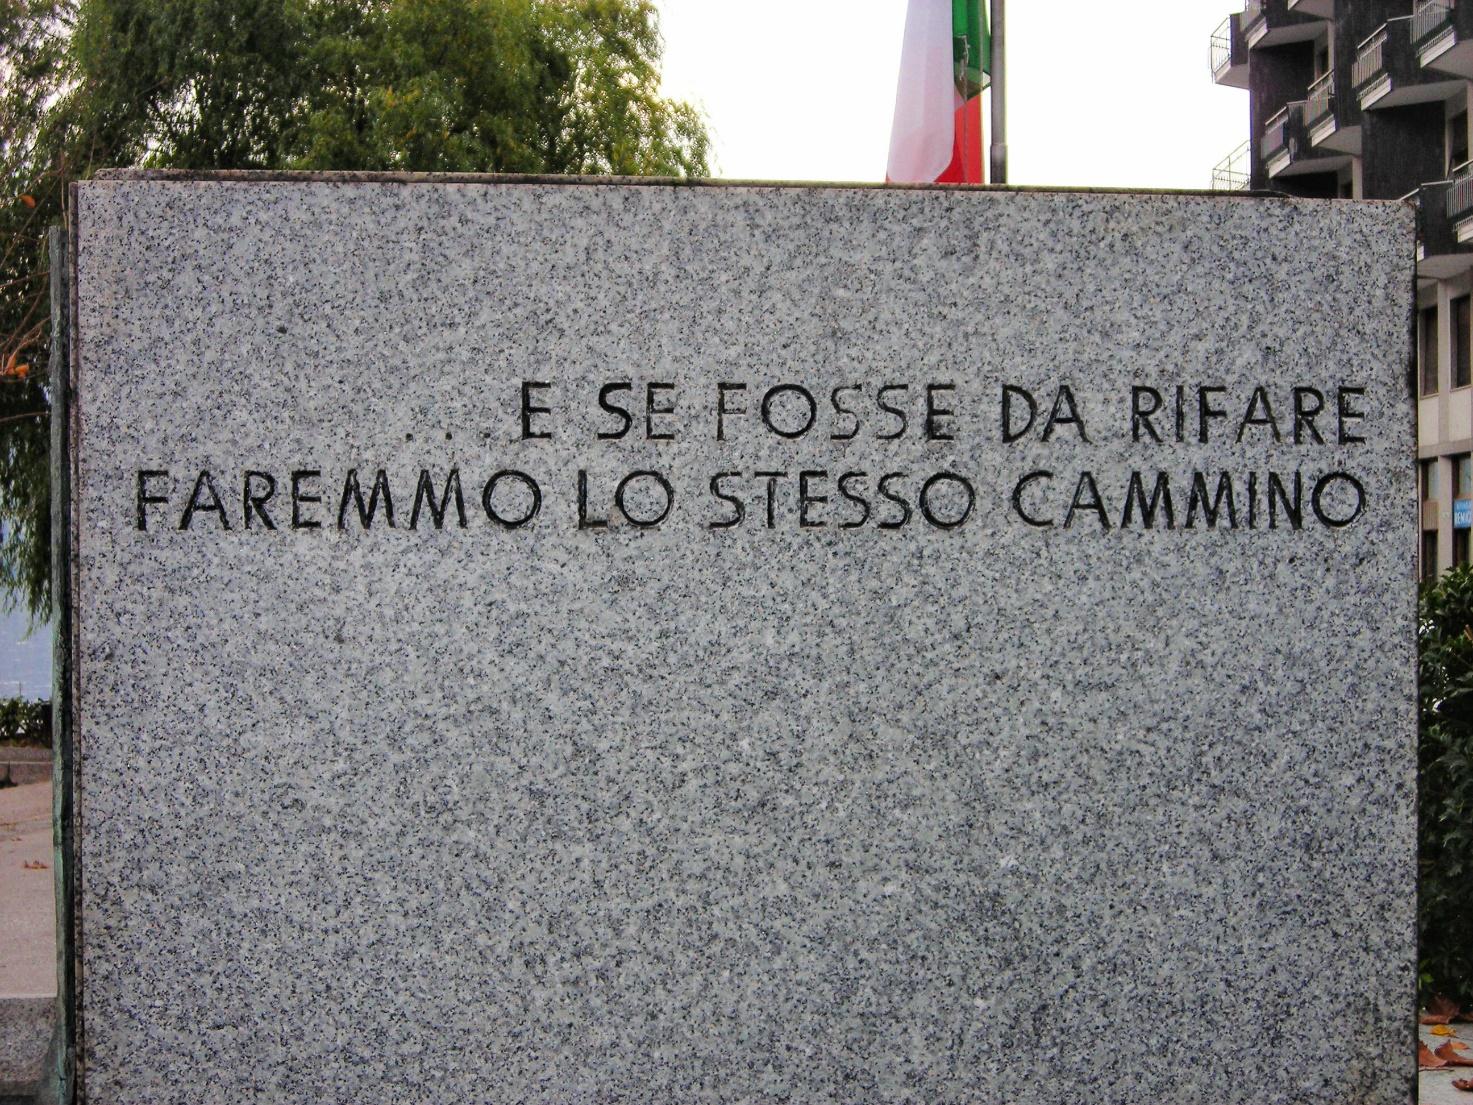 ... E SE FOSSE DA RIFARE
FAREMMO LO STESSO CAMMINO